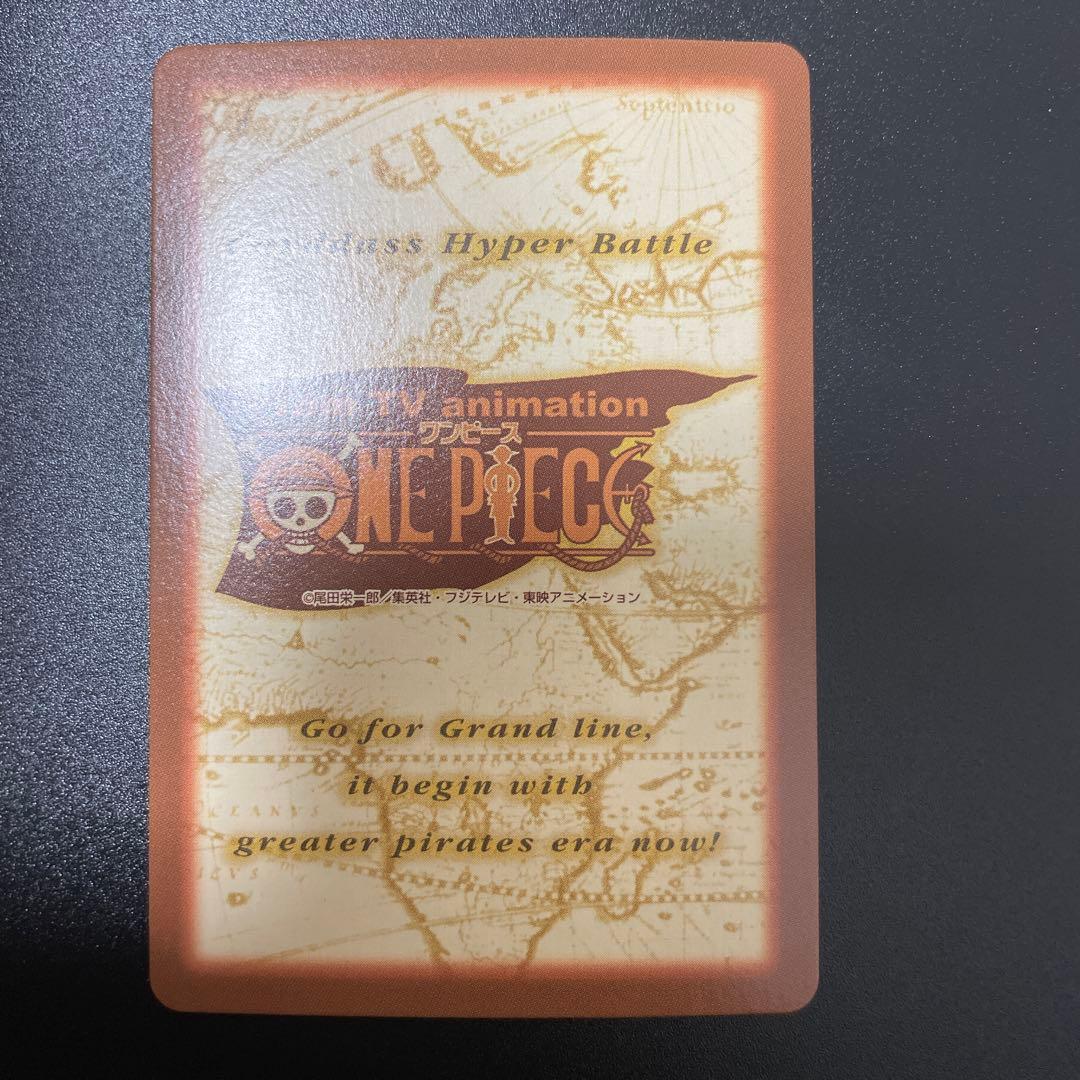 Septenttio
Hyper Battle
TV animation
ワンピース
ONE PIECE
©尾田栄一郎／集英社・フジテレビ・東映アニメーション
Go for Grand line,
it begin with
greater pirates era now!